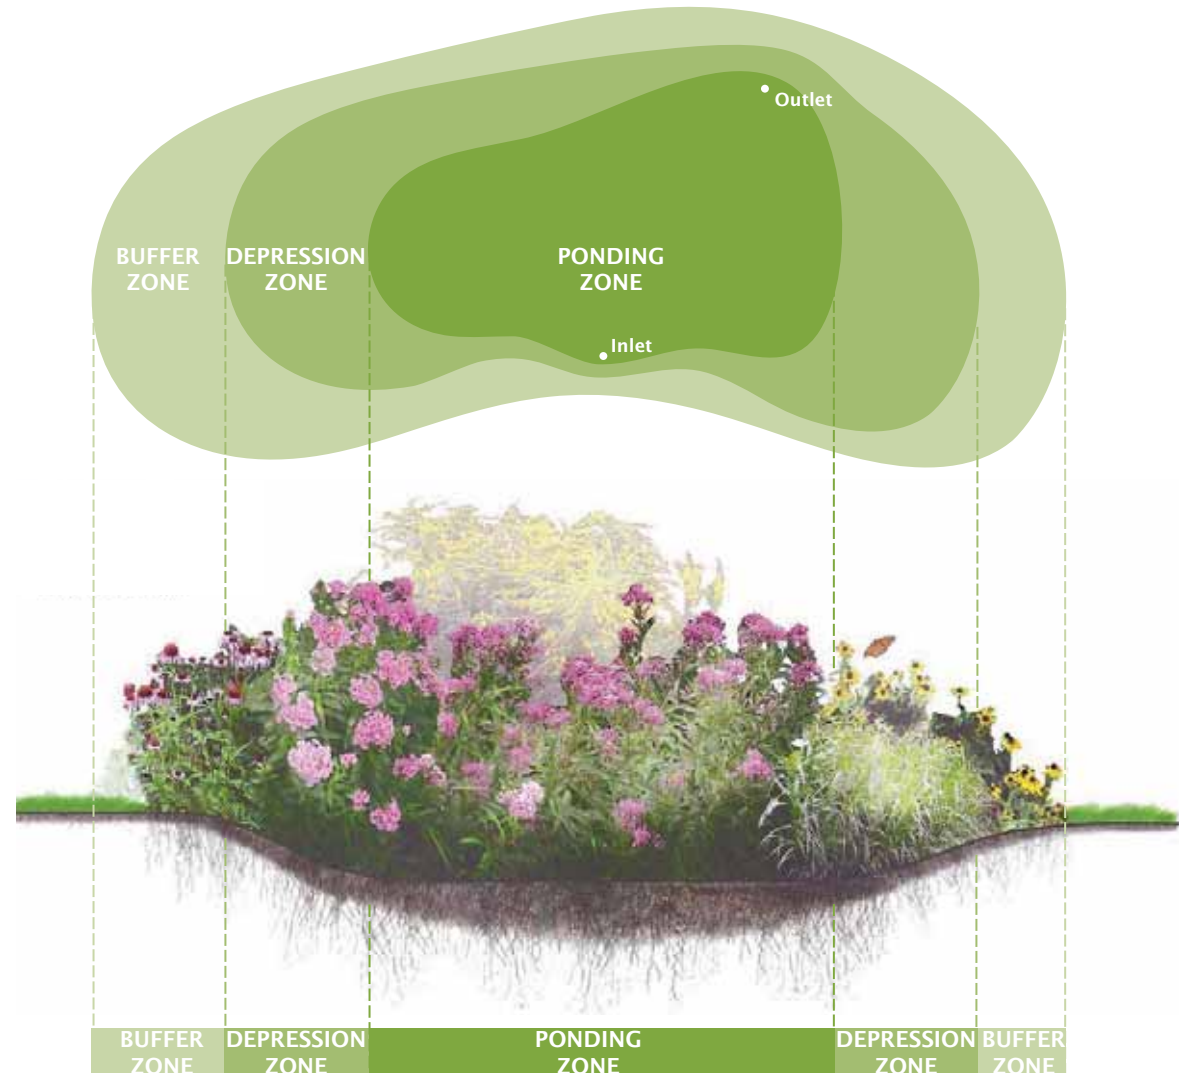 Outlet
BUFFER
ZONE
DEPRESSION
ZONE
PONDING
ZONE
Inlet
BUFFER
ZONE
DEPRESSION
ZONE
PONDING
ZONE
DEPRESSION
ZONE
BUFFER
ZONE